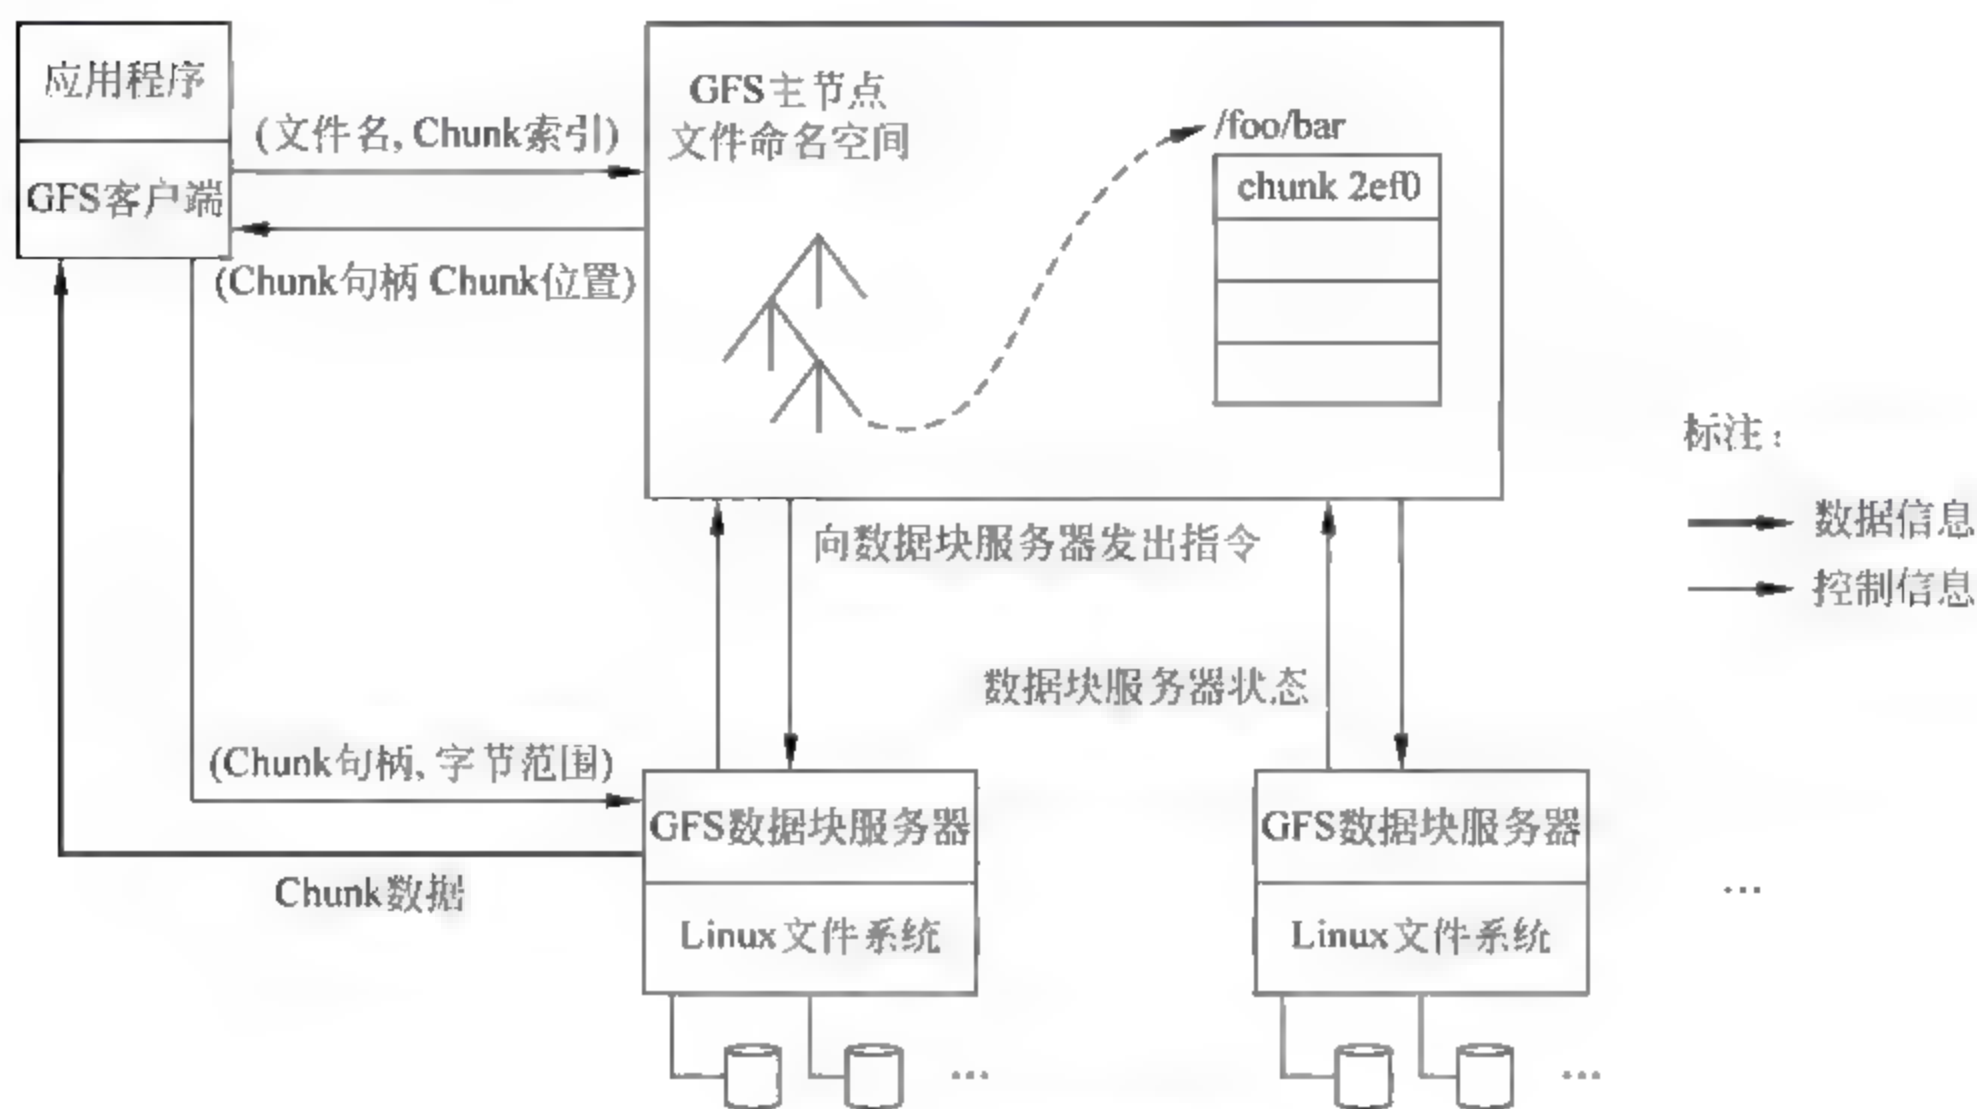 应用程序
GFS客户端
(文件名, Chunk索引)
(Chunk句柄 Chunk位置)
GFS主节点
文件命名空间
/foo/bar
chunk 2ef0
标注:
数据信息
控制信息
向数据块服务器发出指令
数据块服务器状态
(Chunk句柄, 字节范围)
Chunk数据
GFS数据块服务器
Linux文件系统
...
GFS数据块服务器
Linux文件系统
...
...